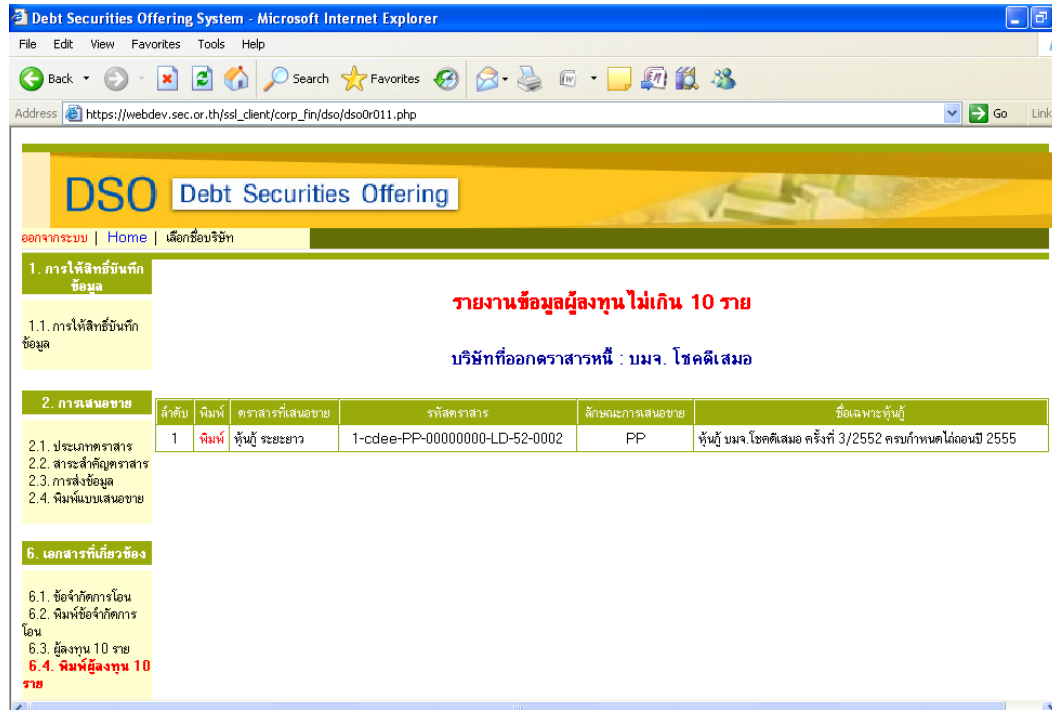 Debt Securities Offering System - Microsoft Internet Explorer
File Edit View Favorites Tools Help
Back Search Favorites
Address https://webdev.sec.or.th/ssl_client/corp_fin/dso/dso0r011.php Go Link
DSO Debt Securities Offering
ออกจากระบบ | Home | เลือกชื่อบริษัท
1. การให้สิทธิ์บันทึก
ข้อมูล
1.1. การให้สิทธิ์บันทึก
ข้อมูล
2. การเสนอขาย
2.1. ประเภทตราสาร
2.2. สาระสำคัญตราสาร
2.3. การส่งข้อมูล
2.4. พิมพ์แบบเสนอขาย
6. เอกสารที่เกี่ยวข้อง
6.1. ข้อจำกัดการโอน
6.2. พิมพ์ข้อจำกัดการ
โอน
6.3. ผู้ลงทุน 10 ราย
6.4. พิมพ์ผู้ลงทุน 10
ราย
รายงานข้อมูลผู้ลงทุนไม่เกิน 10 ราย
บริษัทที่ออกตราสารหนี้ : บมจ. โชคดีเสมอ
ลำดับ พิมพ์ ตราสารที่เสนอขาย รหัสตราสาร ลักษณะการเสนอขาย ชื่อเฉพาะหุ้นกู้
1 พิมพ์ หุ้นกู้ ระยะยาว 1-cdee-PP-00000000-LD-52-0002 PP หุ้นกู้ บมจ.โชคดีเสมอ ครั้งที่ 3/2552 ครบกำหนดไถ่ถอนปี 2555